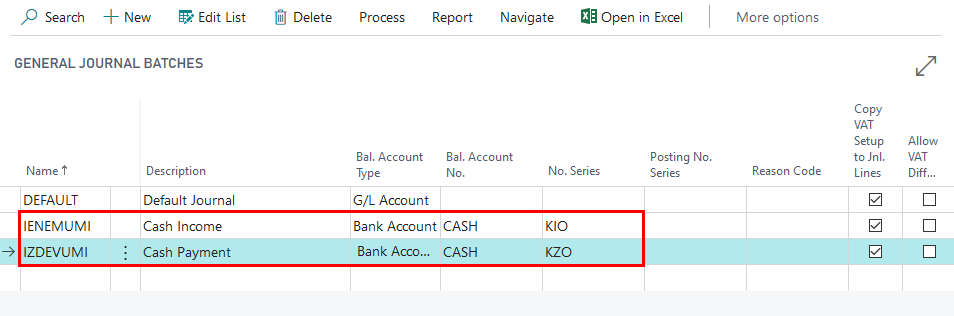 Search + New Edit List Delete Process Report Navigate Open in Excel More options
GENERAL JOURNAL BATCHES
Name ↑ Description Bal. Account Type Bal. Account No. No. Series Posting No. Series Reason Code Copy VAT Setup to Jnl. Lines Allow VAT Diff...
DEFAULT Default Journal G/L Account
IENEMUMI Cash Income Bank Account CASH KIO
→ IZDEVUMI ⋮ Cash Payment Bank Acco... CASH KZO